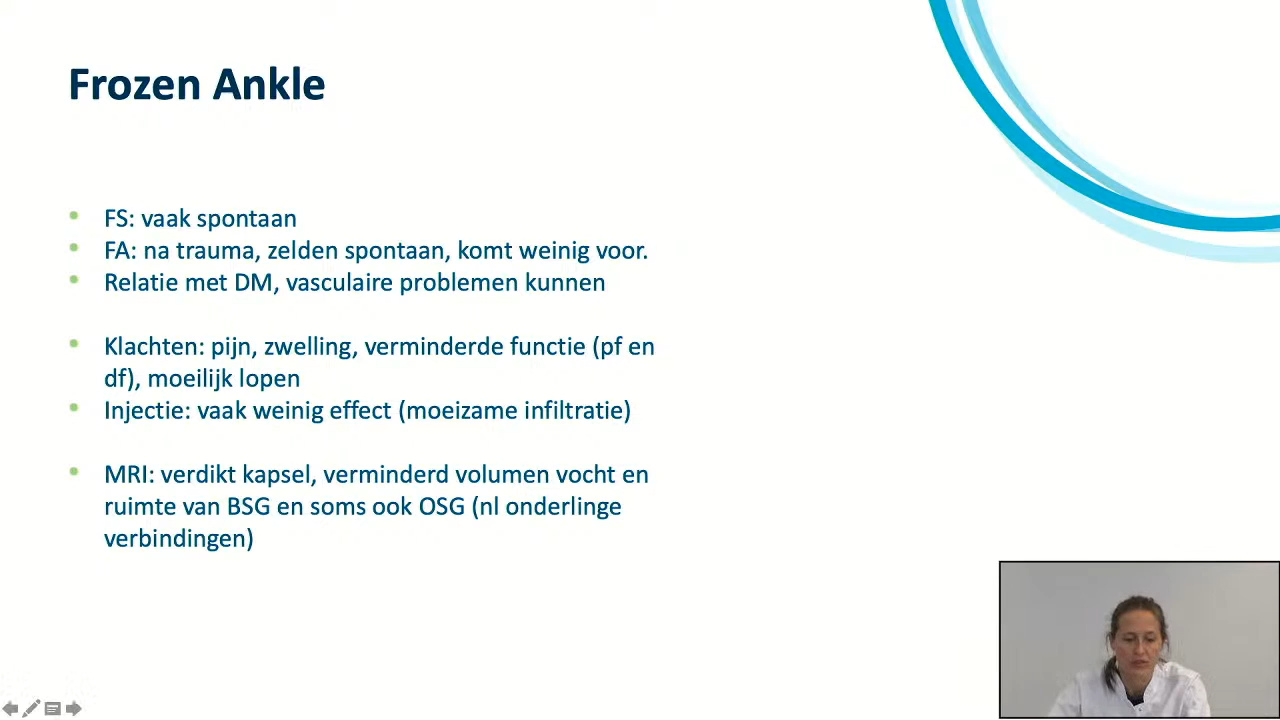 Frozen Ankle
FS: vaak spontaan
FA: na trauma, zelden spontaan, komt weinig voor.
Relatie met DM, vasculaire problemen kunnen
Klachten: pijn, zwelling, verminderde functie (pf en
df), moeilijk lopen
Injectie: vaak weinig effect (moeizame infiltratie)
MRI: verdikt kapsel, verminderd volumen vocht en
ruimte van BSG en soms ook OSG (nl onderlinge
verbindingen)